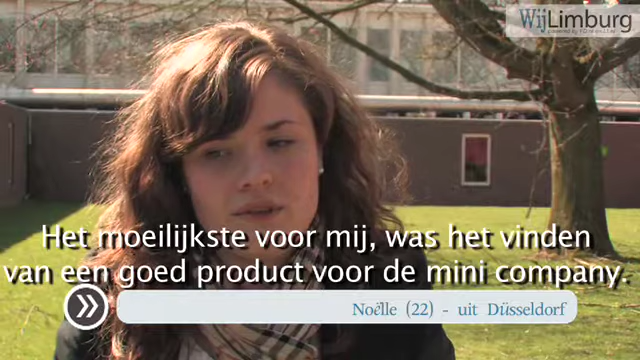 WijLimburg
Het moeilijkste voor mij, was het vinden
van een goed product voor de mini company.
Noëlle (22) - uit Düsseldorf